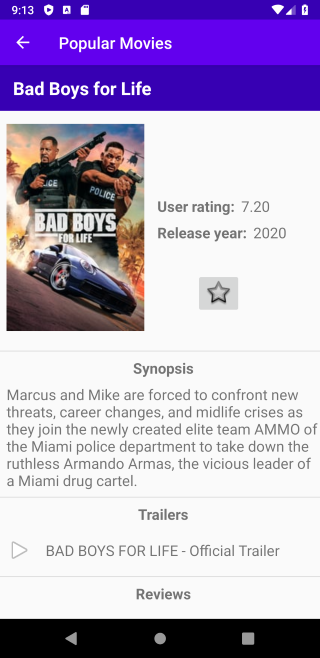 9:13
Popular Movies
Bad Boys for Life
POLICE
POLICE
BAD BOYS
FOR LIFE
User rating: 7.20
Release year: 2020
Synopsis
Marcus and Mike are forced to confront new
threats, career changes, and midlife crises as
they join the newly created elite team AMMO of
the Miami police department to take down the
ruthless Armando Armas, the vicious leader of
a Miami drug cartel.
Trailers
BAD BOYS FOR LIFE - Official Trailer
Reviews